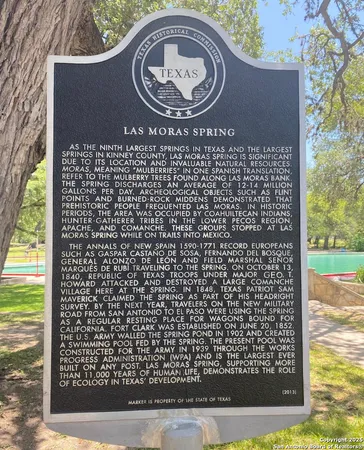 TEXAS HISTORICAL COMMISSION
TEXAS
LAS MORAS SPRING
AS THE NINTH LARGEST SPRINGS IN TEXAS AND THE LARGEST
SPRINGS IN KINNEY COUNTY, LAS MORAS SPRING IS SIGNIFICANT
DUE TO ITS LOCATION AND INVALUABLE NATURAL RESOURCES.
MORAS, MEANING "MULBERRIES" IN ONE SPANISH TRANSLATION,
REFER TO THE MULBERRY TREES FOUND ALONG LAS MORAS BANK.
THE SPRING DISCHARGES AN AVERAGE OF 12-14 MILLION
GALLONS PER DAY. ARCHEOLOGICAL OBJECTS SUCH AS FLINT
POINTS AND BURNED-ROCK MIDDENS DEMONSTRATED THAT
PREHISTORIC PEOPLE FREQUENTED LAS MORAS. IN HISTORIC
PERIODS, THE AREA WAS OCCUPIED BY COAHUILTECAN INDIANS,
HUNTER-GATHERER TRIBES IN THE LOWER PECOS REGION,
APACHE, AND COMANCHE. THESE GROUPS STOPPED AT LAS
MORAS SPRING WHILE ON TRAILS INTO MEXICO.
THE ANNALS OF NEW SPAIN 1590-1771 RECORD EUROPEANS
SUCH AS GASPAR CASTAÑO DE SOSA, FERNANDO DEL BOSQUE,
GENERAL ALONZO DE LEÓN AND FIELD MARSHAL SEÑOR
MARQUÉS DE RUBÍ TRAVELING TO THE SPRING. ON OCTOBER 13,
1840, REPUBLIC OF TEXAS TROOPS UNDER MAJOR GEO. T.
HOWARD ATTACKED AND DESTROYED A LARGE COMANCHE
VILLAGE HERE AT THE SPRING. IN 1848, TEXAS PATRIOT SAM
MAVERICK CLAIMED THE SPRING AS PART OF HIS HEADRIGHT
SURVEY. BY THE NEXT YEAR, TRAVELERS ON THE NEW MILITARY
ROAD FROM SAN ANTONIO TO EL PASO WERE USING THE SPRING
AS A REGULAR RESTING PLACE FOR WAGONS BOUND FOR
CALIFORNIA. FORT CLARK WAS ESTABLISHED ON JUNE 20, 1852.
THE U.S. ARMY WALLED THE SPRING POND IN 1902 AND CREATED
A SWIMMING POOL FED BY THE SPRING. THE PRESENT POOL WAS
CONSTRUCTED FOR THE ARMY IN 1939 THROUGH THE WORKS
PROGRESS ADMINISTRATION (WPA) AND IS THE LARGEST EVER
BUILT ON ANY POST. LAS MORAS SPRING, SUPPORTING MORE
THAN 11,000 YEARS OF HUMAN LIFE, DEMONSTRATES THE ROLE
OF ECOLOGY IN TEXAS' DEVELOPMENT.
(2015)
MARKER IS PROPERTY OF THE STATE OF TEXAS
Copyright 2025
San Antonio Board of Realtors